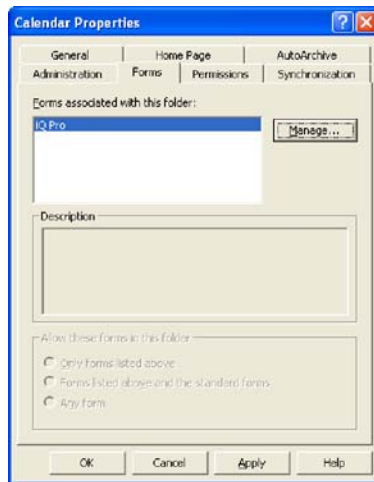 Calendar Properties
General Home Page AutoArchive
Administration Forms Permissions Synchronization
Forms associated with this folder:
iQ Pro
Manage...
Description
Allow these forms in this folder
Only forms listed above
Forms listed above and the standard forms
Any form
OK Cancel Apply Help